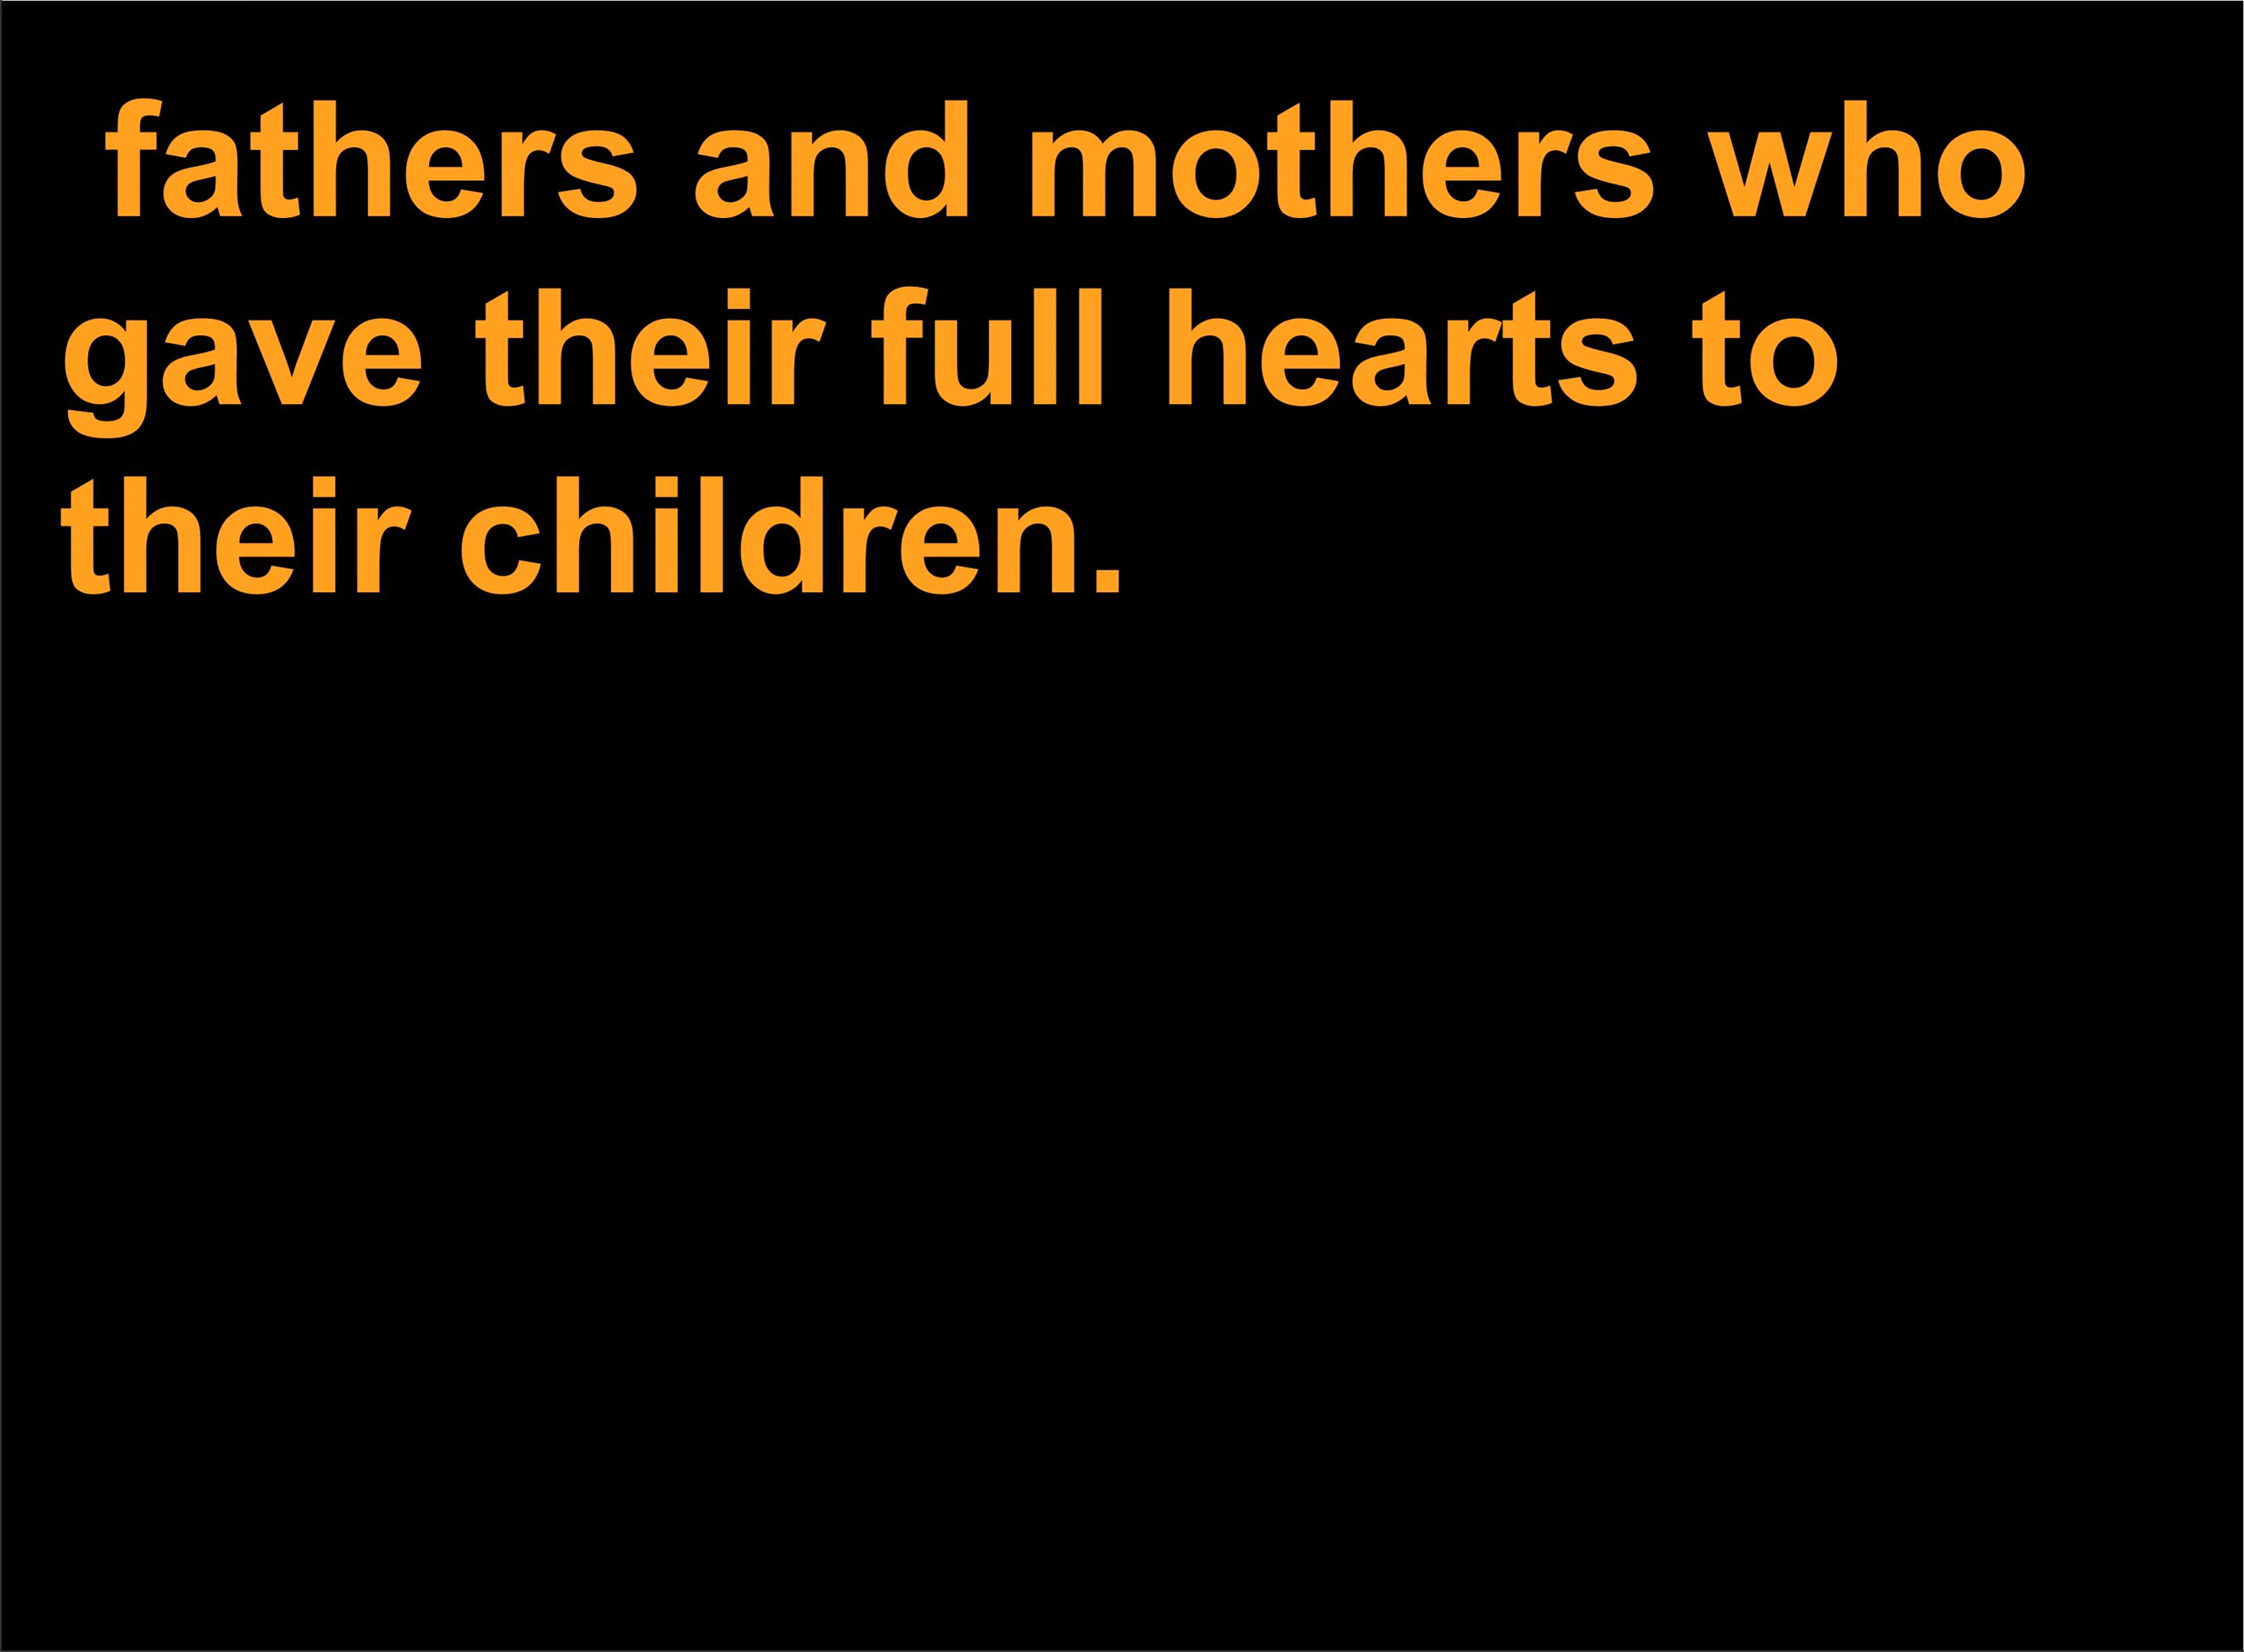 fathers and mothers who
gave their full hearts to
their children.